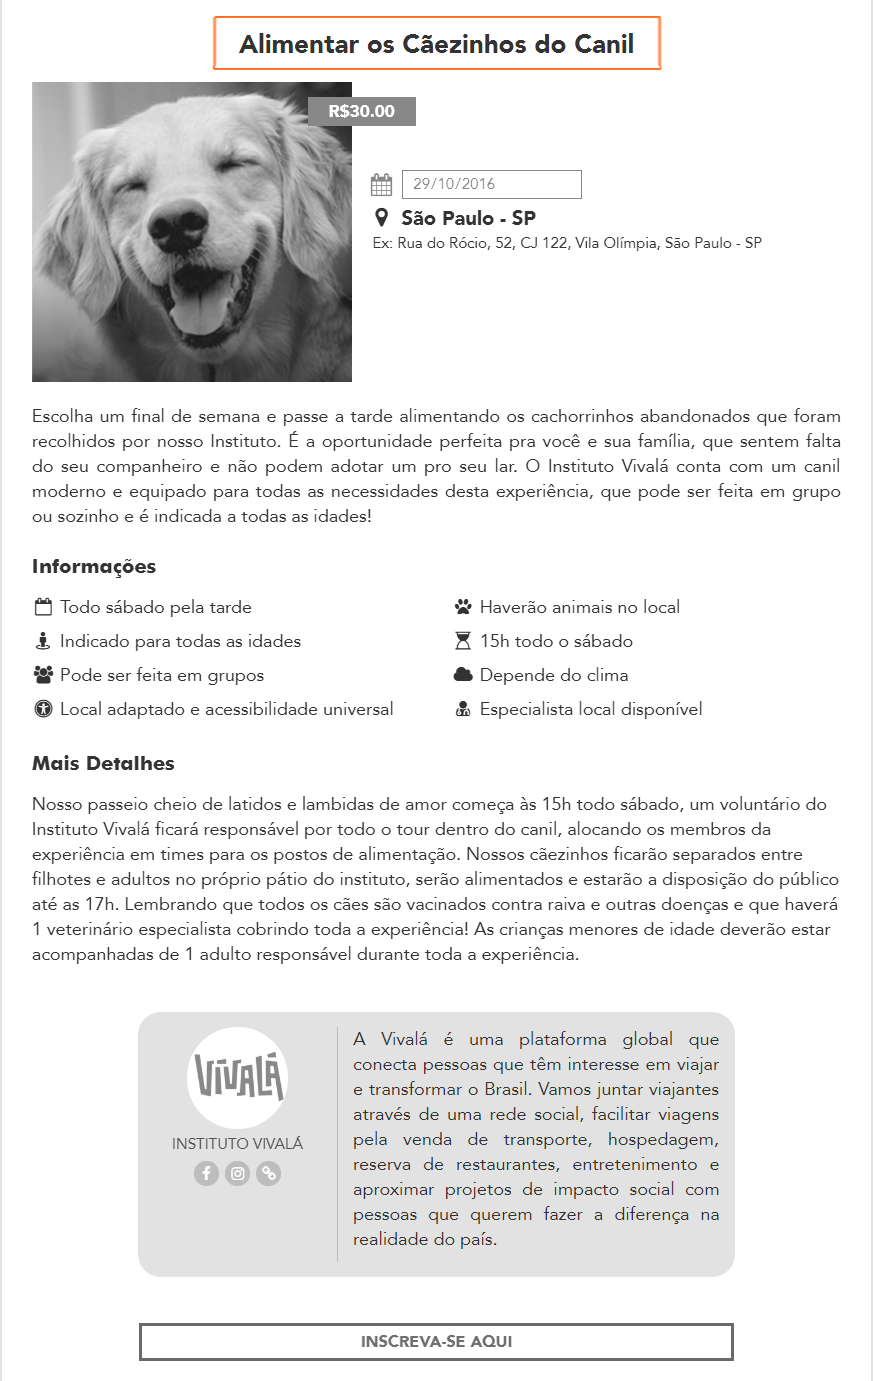 Alimentar os Cãezinhos do Canil
R$30.00
29/10/2016
São Paulo - SP
Ex: Rua do Rócio, 52, CJ 122, Vila Olímpia, São Paulo - SP
Escolha um final de semana e passe a tarde alimentando os cachorrinhos abandonados que foram
recolhidos por nosso Instituto. É a oportunidade perfeita pra você e sua família, que sentem falta
do seu companheiro e não podem adotar um pro seu lar. O Instituto Vivalá conta com um canil
moderno e equipado para todas as necessidades desta experiência, que pode ser feita em grupo
ou sozinho e é indicada a todas as idades!
Informações
Todo sábado pela tarde
Haverão animais no local
Indicado para todas as idades
15h todo o sábado
Pode ser feita em grupos
Depende do clima
Local adaptado e acessibilidade universal
Especialista local disponível
Mais Detalhes
Nosso passeio cheio de latidos e lambidas de amor começa às 15h todo sábado, um voluntário do
Instituto Vivalá ficará responsável por todo o tour dentro do canil, alocando os membros da
experiência em times para os postos de alimentação. Nossos cãezinhos ficarão separados entre
filhotes e adultos no próprio pátio do instituto, serão alimentados e estarão a disposição do público
até as 17h. Lembrando que todos os cães são vacinados contra raiva e outras doenças e que haverá
1 veterinário especialista cobrindo toda a experiência! As crianças menores de idade deverão estar
acompanhadas de 1 adulto responsável durante toda a experiência.
VIVALÁ
INSTITUTO VIVALÁ
A Vivalá é uma plataforma global que
conecta pessoas que têm interesse em viajar
e transformar o Brasil. Vamos juntar viajantes
através de uma rede social, facilitar viagens
pela venda de transporte, hospedagem,
reserva de restaurantes, entretenimento e
aproximar projetos de impacto social com
pessoas que querem fazer a diferença na
realidade do país.
INSCREVA-SE AQUI